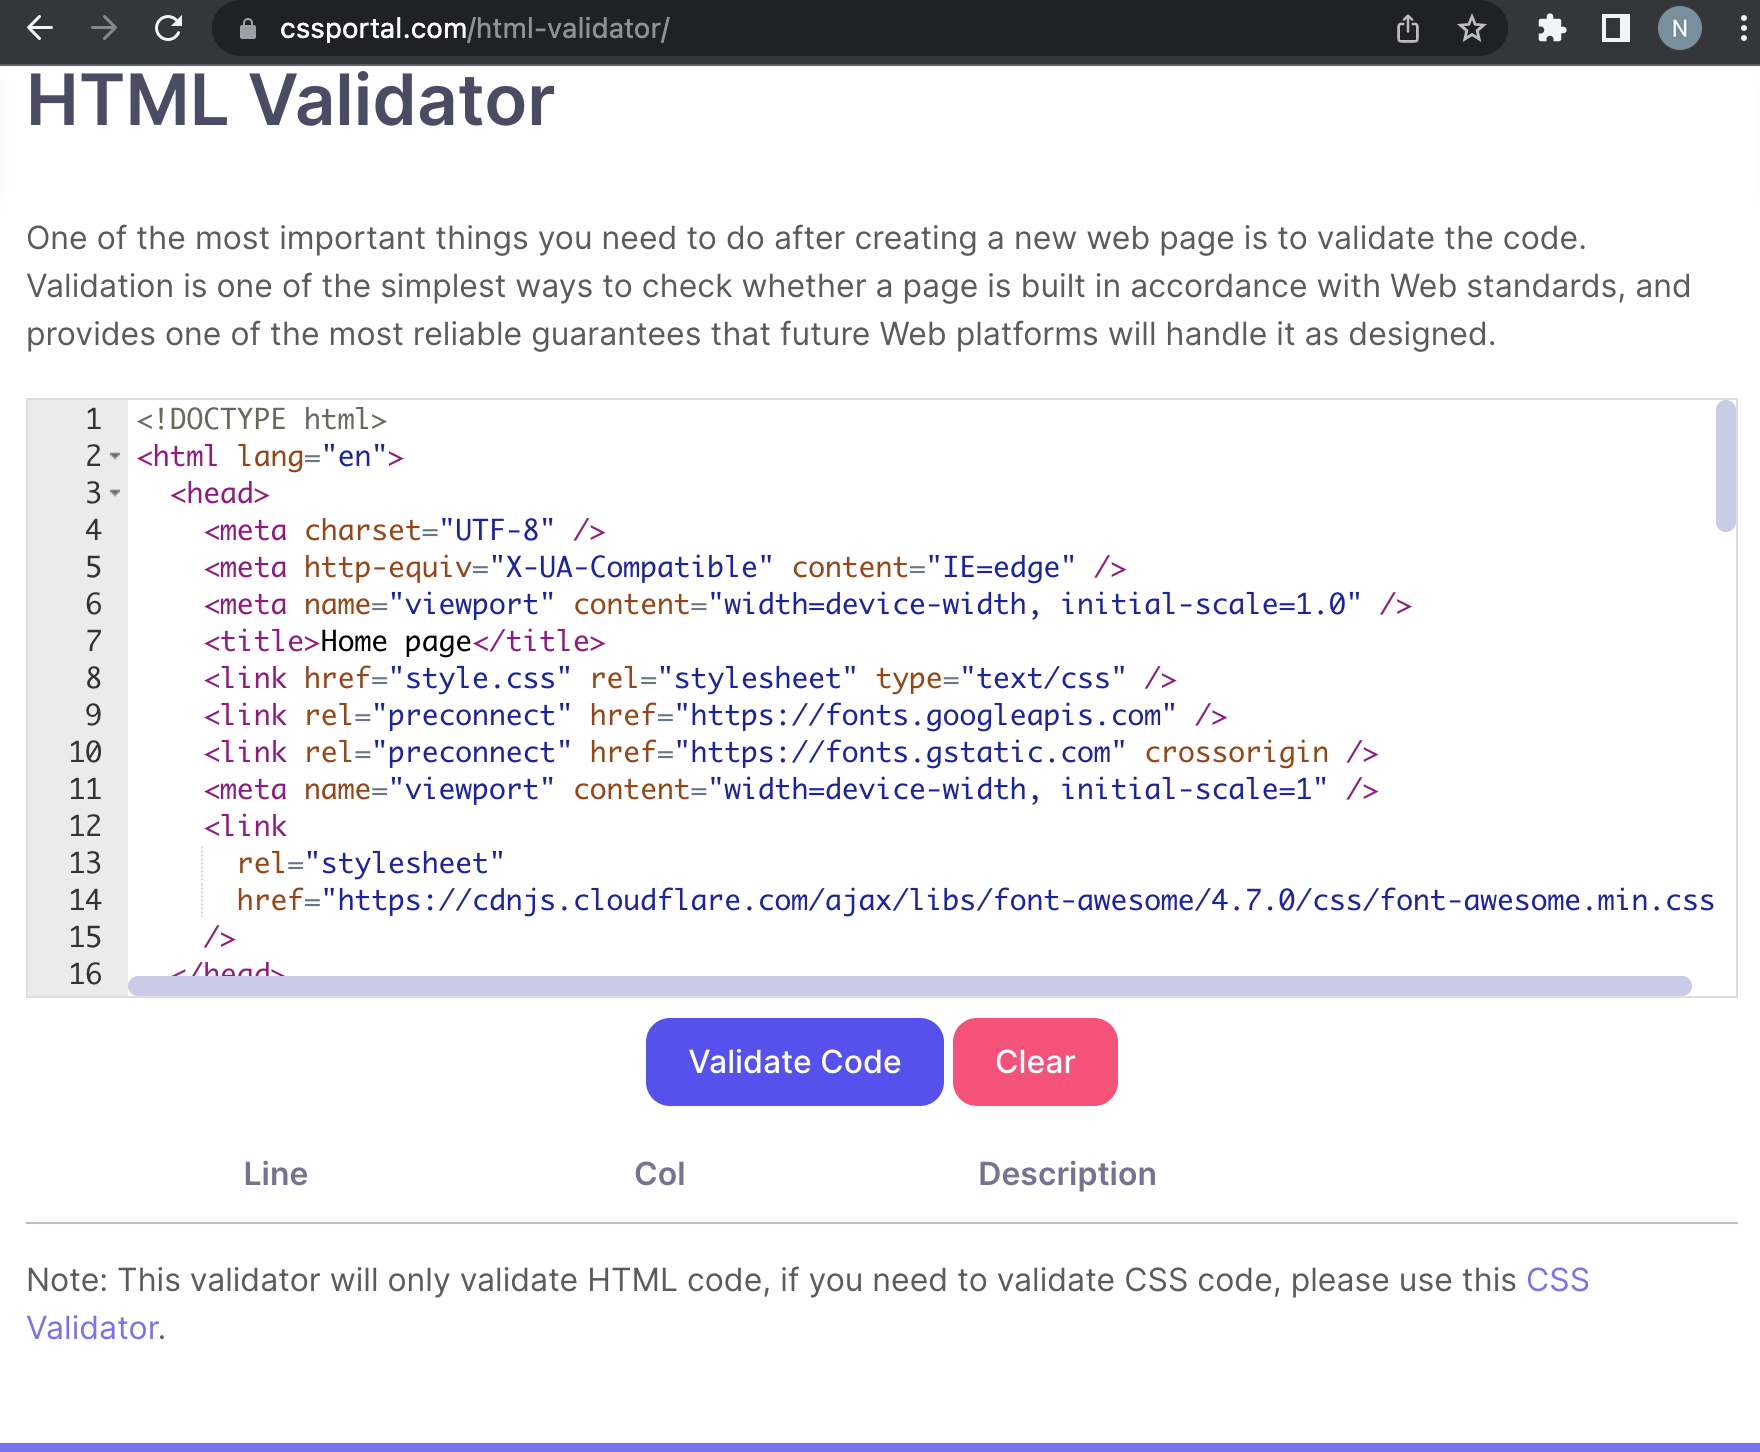 cssportal.com/html-validator/
N
HTML Validator
One of the most important things you need to do after creating a new web page is to validate the code.
Validation is one of the simplest ways to check whether a page is built in accordance with Web standards, and
provides one of the most reliable guarantees that future Web platforms will handle it as designed.
1 <!DOCTYPE html>
2 <html lang="en">
3 <head>
4 <meta charset="UTF-8" />
5 <meta http-equiv="X-UA-Compatible" content="IE=edge" />
6 <meta name="viewport" content="width=device-width, initial-scale=1.0" />
7 <title>Home page</title>
8 <link href="style.css" rel="stylesheet" type="text/css" />
9 <link rel="preconnect" href="https://fonts.googleapis.com" />
10 <link rel="preconnect" href="https://fonts.gstatic.com" crossorigin />
11 <meta name="viewport" content="width=device-width, initial-scale=1" />
12 <link
13 rel="stylesheet"
14 href="https://cdnjs.cloudflare.com/ajax/libs/font-awesome/4.7.0/css/font-awesome.min.css
15 />
16 </head>
Validate Code Clear
Line Col Description
Note: This validator will only validate HTML code, if you need to validate CSS code, please use this CSS
Validator.